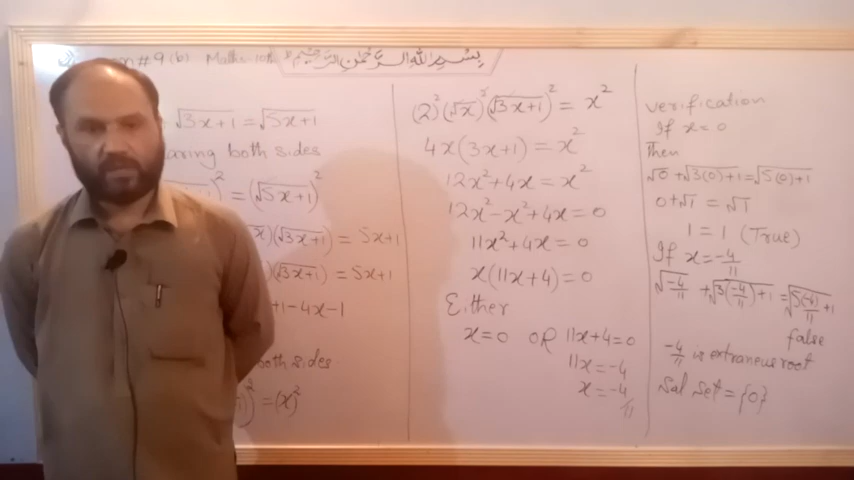 #9(b) Maths 10th
بِسْمِ اللهِ الرَّحْمٰنِ الرَّحِيْمِ
√3x+1 = √5x+1
aring both sides
)² = (√5x+1)²
x)(√3x+1) = 5x+1
)(√3x+1) = 5x+1
+1-4x-1
both sides
)² = (x)²
(2)²(√x)²(√3x+1)² = x²
4x(3x+1) = x²
12x²+4x = x²
12x²-x²+4x=0
11x²+4x=0
x(11x+4)=0
Either
x=0 OR 11x+4=0
11x=-4
x=-4/11
verification
If x=0
Then
√0+√3(0)+1=√5(0)+1
0+√1=√1
1=1 (True)
If x=-4/11
√-4/11 +√3(-4/11)+1 =√5(-4)/11+1
false
-4/11 is extraneus root
Sol Set={0}